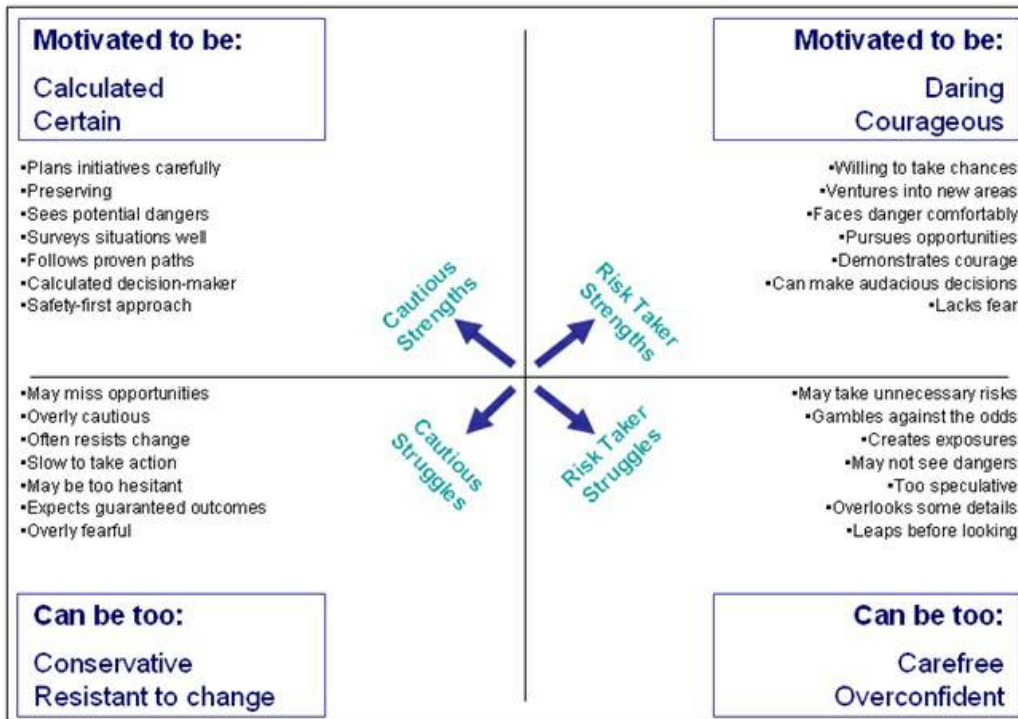 Motivated to be:
Calculated
Certain
▪Plans initiatives carefully
▪Preserving
▪Sees potential dangers
▪Surveys situations well
▪Follows proven paths
▪Calculated decision-maker
▪Safety-first approach
Cautious
Strengths
Motivated to be:
Daring
Courageous
▪Willing to take chances
▪Ventures into new areas
▪Faces danger comfortably
▪Pursues opportunities
▪Demonstrates courage
▪Can make audacious decisions
▪Lacks fear
Risk Taker
Strengths
▪May miss opportunities
▪Overly cautious
▪Often resists change
▪Slow to take action
▪May be too hesitant
▪Expects guaranteed outcomes
▪Overly fearful
Cautious
Struggles
Can be too:
Conservative
Resistant to change
▪May take unnecessary risks
▪Gambles against the odds
▪Creates exposures
▪May not see dangers
▪Too speculative
▪Overlooks some details
▪Leaps before looking
Risk Taker
Struggles
Can be too:
Carefree
Overconfident